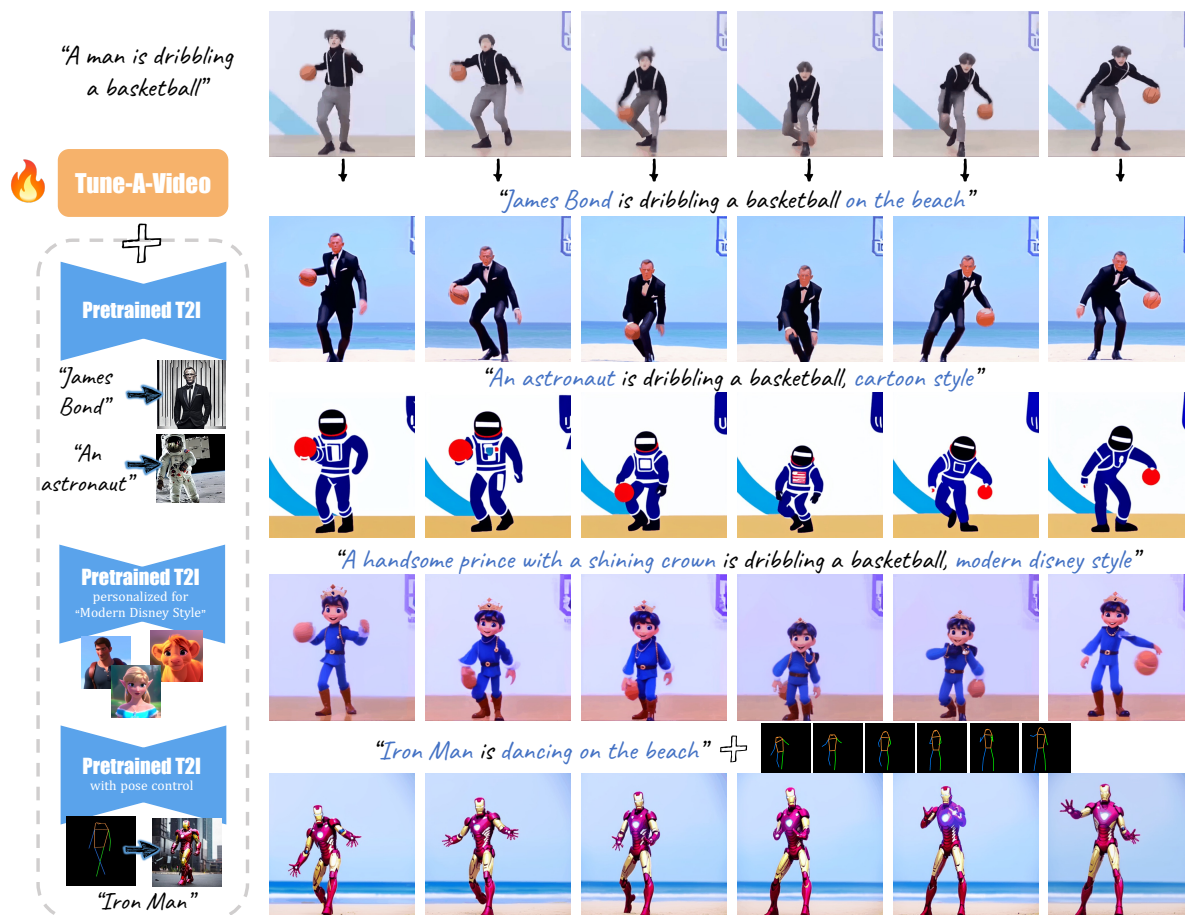 “A man is dribbling
a basketball”
Tune-A-Video
Pretrained T2I
“James
Bond”
“An
astronaut”
Pretrained T2I
personalized for
“Modern Disney Style”
Pretrained T2I
with pose control
“Iron Man”
“James Bond is dribbling a basketball on the beach”
“An astronaut is dribbling a basketball, cartoon style”
“A handsome prince with a shining crown is dribbling a basketball, modern disney style”
“Iron Man is dancing on the beach”